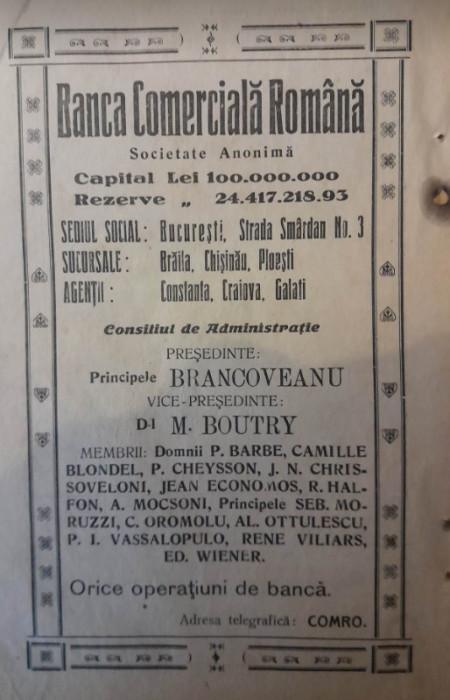 Banca Comercială Română
Societate Anonimă
Capital Lei 100.000.000
Rezerve „ 24.417.218.93
SEDIUL SOCIAL: Bucureşti, Strada Smârdan No. 3
SUCURSALE: Brăila, Chişinău, Ploeşti
AGENŢII: Constanta, Craiova, Galati
Consiliul de Administraţie
PREŞEDINTE:
Principele BRANCOVEANU
VICE-PREŞEDINTE:
D-l M. BOUTRY
MEMBRII: Domnii P. BARBE, CAMILLE
BLONDEL, P. CHEYSSON, J. N. CHRIS-
SOVELONI, JEAN ECONOMOS, R. HAL-
FON, A. MOCSONI, Principele SEB. MO-
RUZZI, C. OROMOLU, AL. OTTULESCU,
P. I. VASSALOPULO, RENE VILIARS,
ED. WIENER.
Orice operaţiuni de bancă.
Adresa telegrafică: COMRO.